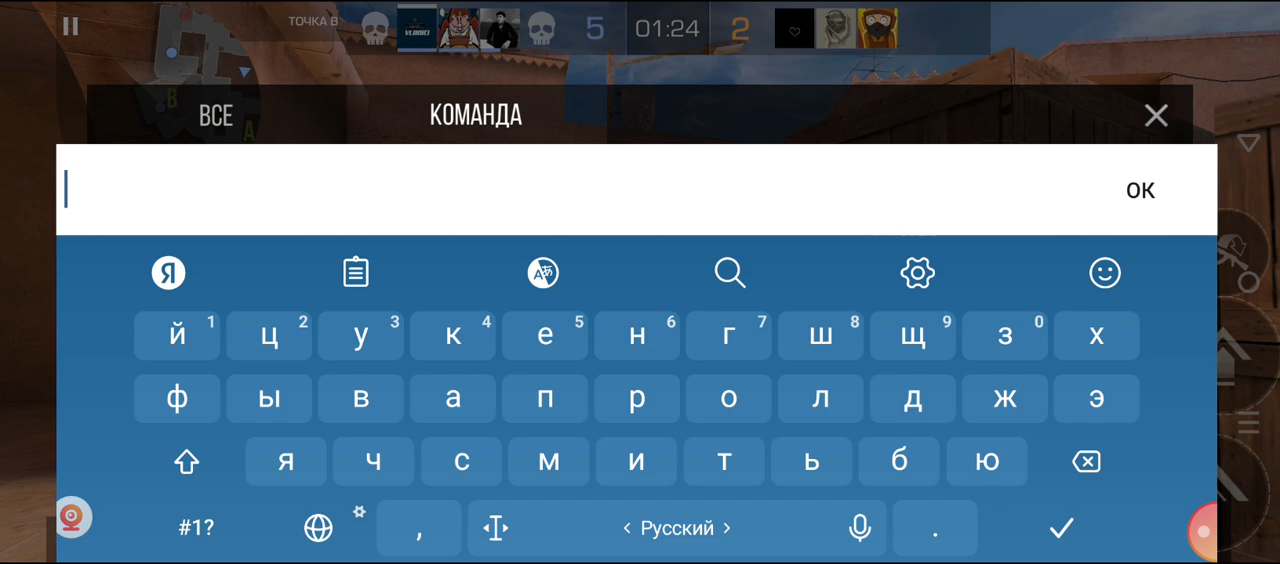 ТОЧКА В
VLADICI
5 01:24 2
B
A
ВСЕ
КОМАНДА
ОК
Я
й 1 ц 2 у 3 к 4 е 5 н 6 г 7 ш 8 щ 9 з 0 х
ф ы в а п р о л д ж э
я ч с м и т ь б ю
#1? , < Русский > .